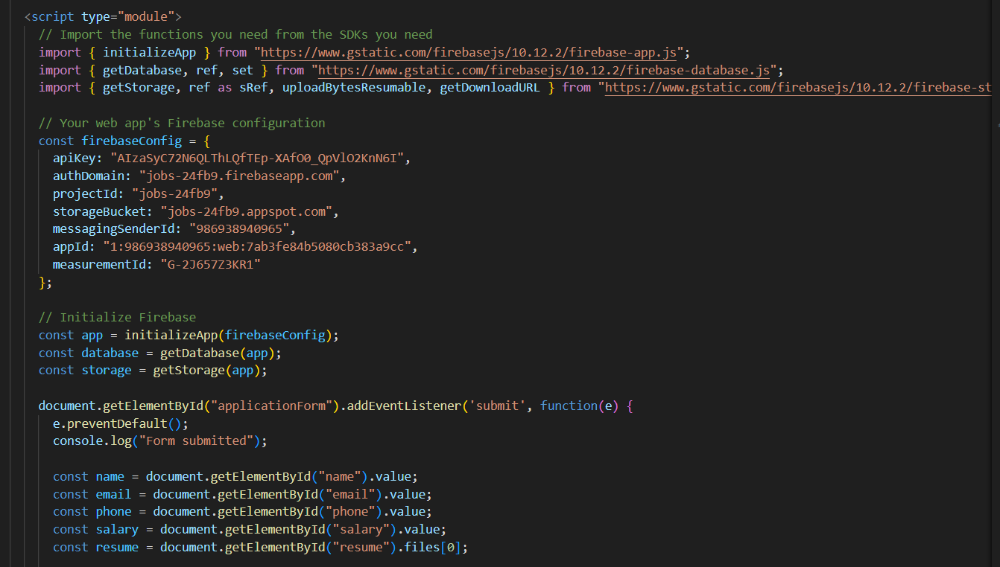 <script type="module">
// Import the functions you need from the SDKs you need
import { initializeApp } from "https://www.gstatic.com/firebasejs/10.12.2/firebase-app.js";
import { getDatabase, ref, set } from "https://www.gstatic.com/firebasejs/10.12.2/firebase-database.js";
import { getStorage, ref as sRef, uploadBytesResumable, getDownloadURL } from "https://www.gstatic.com/firebasejs/10.12.2/firebase-st
// Your web app's Firebase configuration
const firebaseConfig = {
apiKey: "AIzaSyC72N6QLThLQfTEp-XAfO0_QpVlO2KnN6I",
authDomain: "jobs-24fb9.firebaseapp.com",
projectId: "jobs-24fb9",
storageBucket: "jobs-24fb9.appspot.com",
messagingSenderId: "986938940965",
appId: "1:986938940965:web:7ab3fe84b5080cb383a9cc",
measurementId: "G-2J657Z3KR1"
};
// Initialize Firebase
const app = initializeApp(firebaseConfig);
const database = getDatabase(app);
const storage = getStorage(app);
document.getElementById("applicationForm").addEventListener('submit', function(e) {
e.preventDefault();
console.log("Form submitted");
const name = document.getElementById("name").value;
const email = document.getElementById("email").value;
const phone = document.getElementById("phone").value;
const salary = document.getElementById("salary").value;
const resume = document.getElementById("resume").files[0];